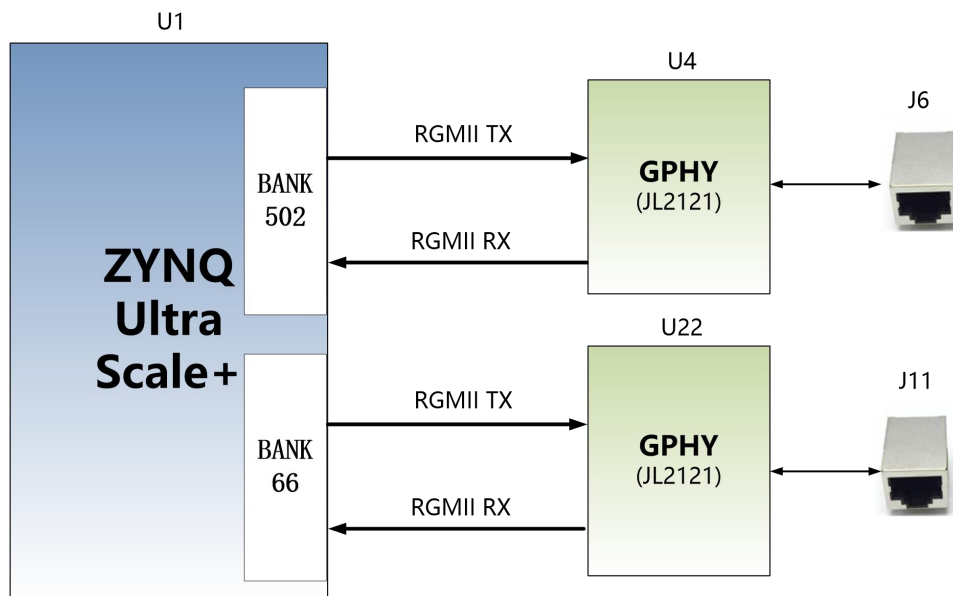 U1
ZYNQ
Ultra
Scale+
BANK
502
RGMII TX
RGMII RX
U4
GPHY
(JL2121)
J6
BANK
66
RGMII TX
RGMII RX
U22
GPHY
(JL2121)
J11